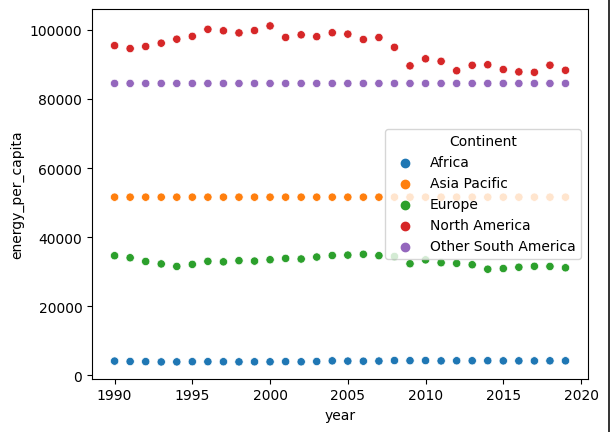 100000
80000
60000
40000
20000
0
energy_per_capita
Continent
Africa
Asia Pacific
Europe
North America
Other South America
1990 1995 2000 2005 2010 2015 2020
year